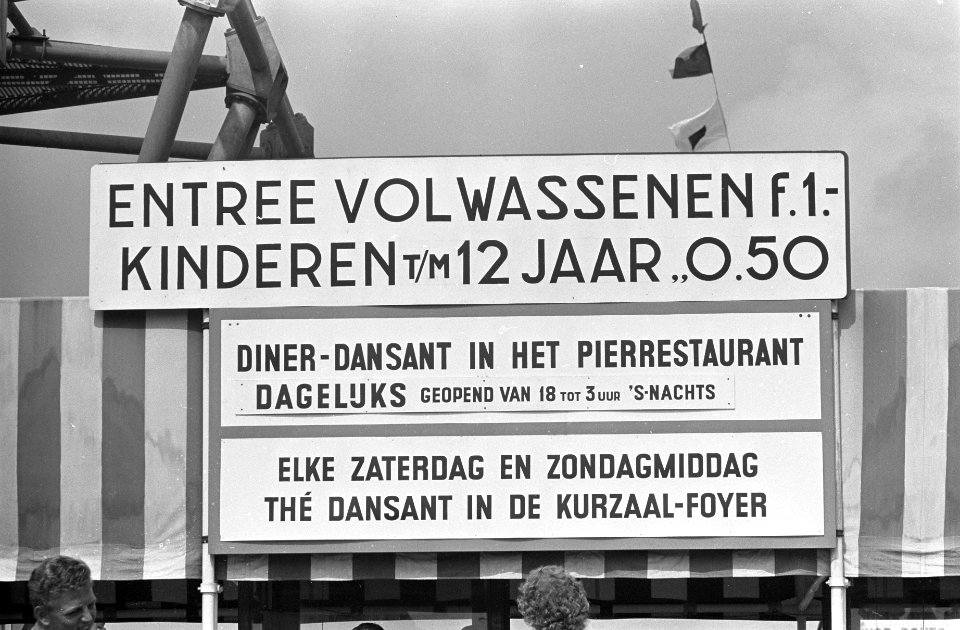 ENTREE VOLWASSENEN f.1.-
KINDEREN T/M 12 JAAR „0.50
DINER-DANSANT IN HET PIERRESTAURANT
DAGELIJKS GEOPEND VAN 18 TOT 3 UUR 'S-NACHTS
ELKE ZATERDAG EN ZONDAGMIDDAG
THÉ DANSANT IN DE KURZAAL-FOYER